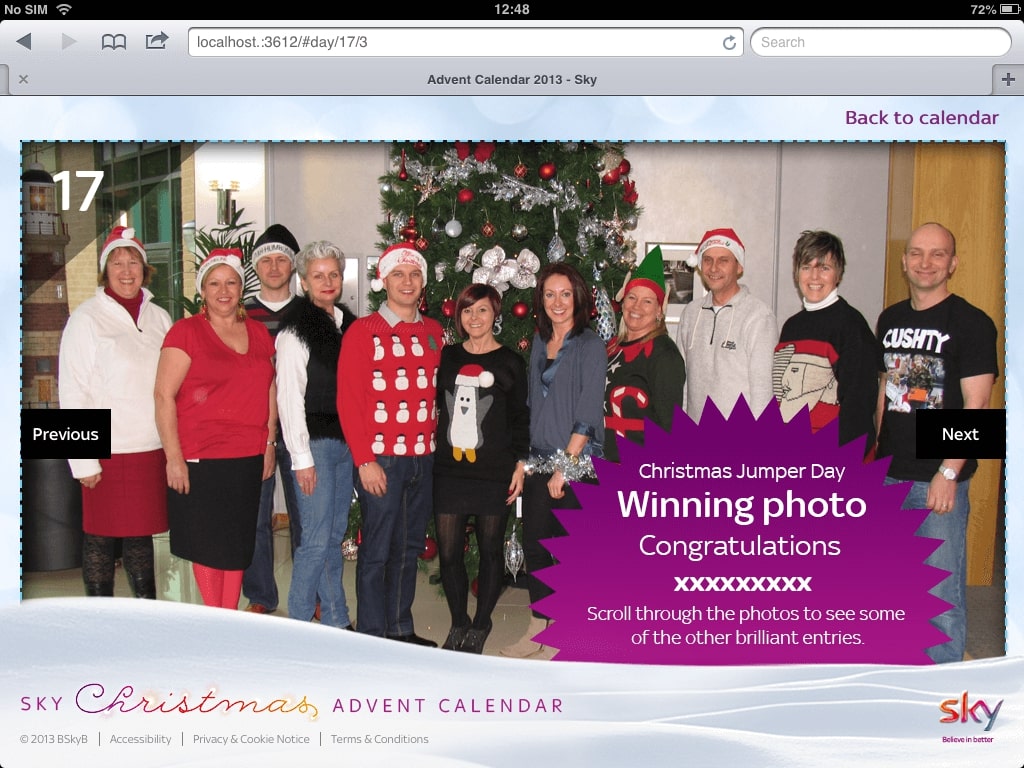 No SIM 12:48 72%
localhost.:3612/#day/17/3
Search
Advent Calendar 2013 - Sky
Back to calendar
17
CUSHTY
Previous
Next
Christmas Jumper Day
Winning photo
Congratulations
xxxxxxxxx
Scroll through the photos to see some
of the other brilliant entries.
SKY Christmas ADVENT CALENDAR
sky
Believe in better
© 2013 BSkyB | Accessibility | Privacy & Cookie Notice | Terms & Conditions